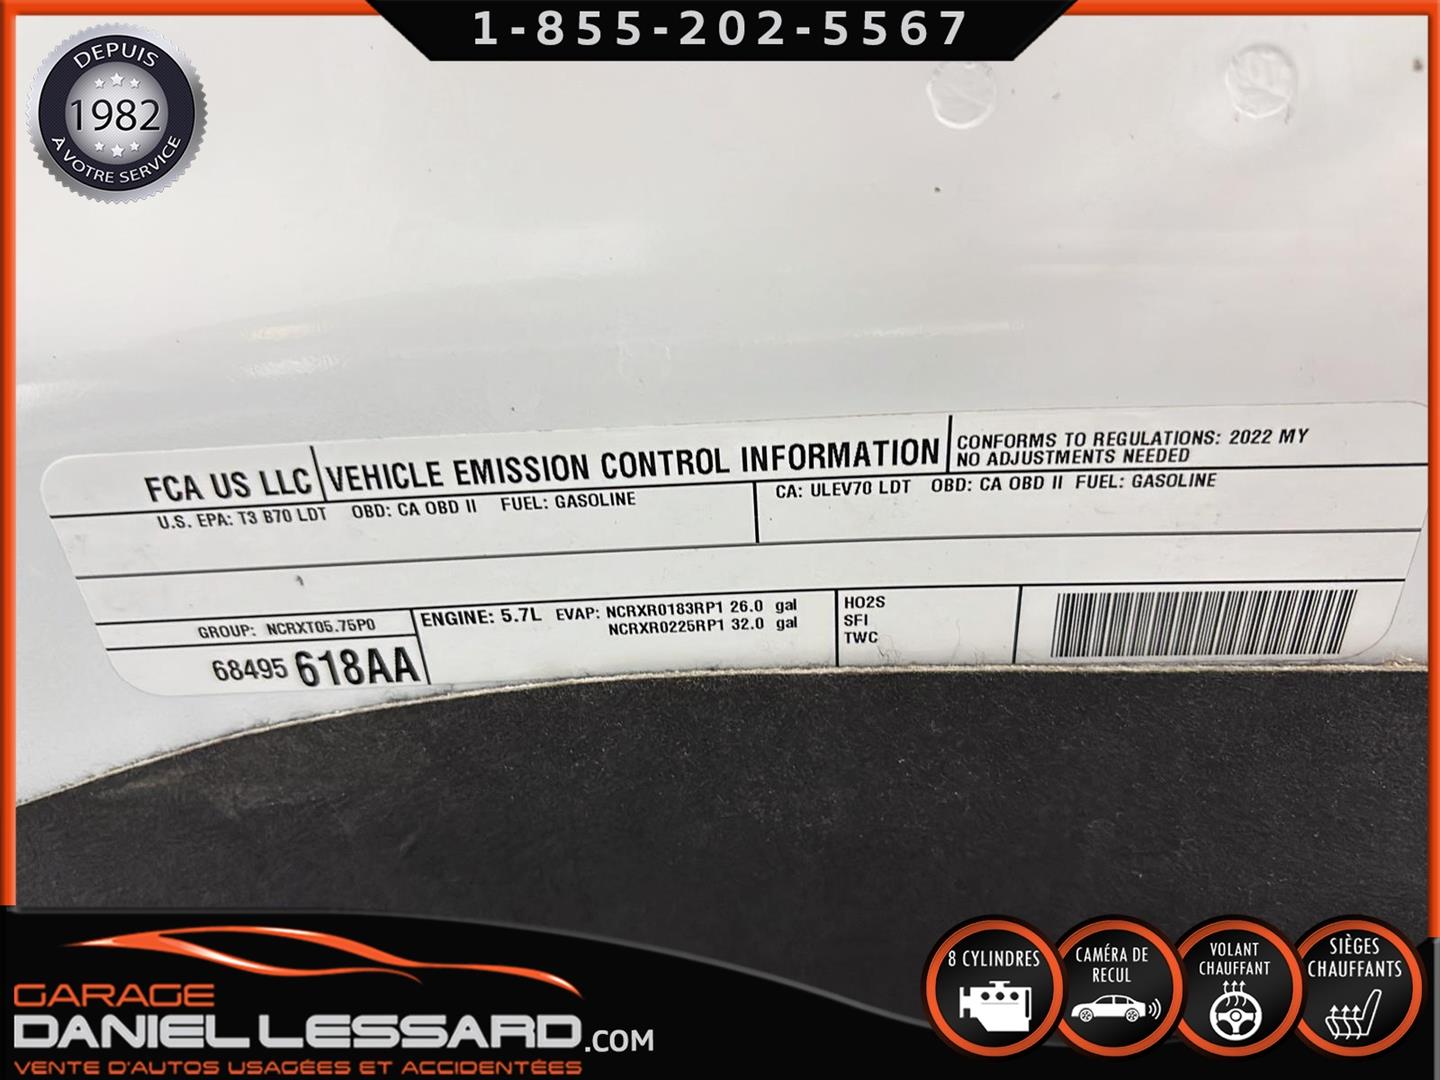 1-855-202-5567
DEPUIS
1982
À VOTRE SERVICE
FCA US LLC
VEHICLE EMISSION CONTROL INFORMATION
CONFORMS TO REGULATIONS: 2022 MY
NO ADJUSTMENTS NEEDED
U.S. EPA: T3 B70 LDT OBD: CA OBD II FUEL: GASOLINE
CA: ULEV70 LDT OBD: CA OBD II FUEL: GASOLINE
GROUP: NCRXT05.75P0
68495 618AA
ENGINE: 5.7L EVAP: NCRXR0183RP1 26.0 gal
NCRXR0225RP1 32.0 gal
HO2S
SFI
TWC
GARAGE
DANIEL LESSARD.COM
VENTE D'AUTOS USAGÉES ET ACCIDENTÉES
8 CYLINDRES
CAMÉRA DE
RECUL
VOLANT
CHAUFFANT
SIÈGES
CHAUFFANTS